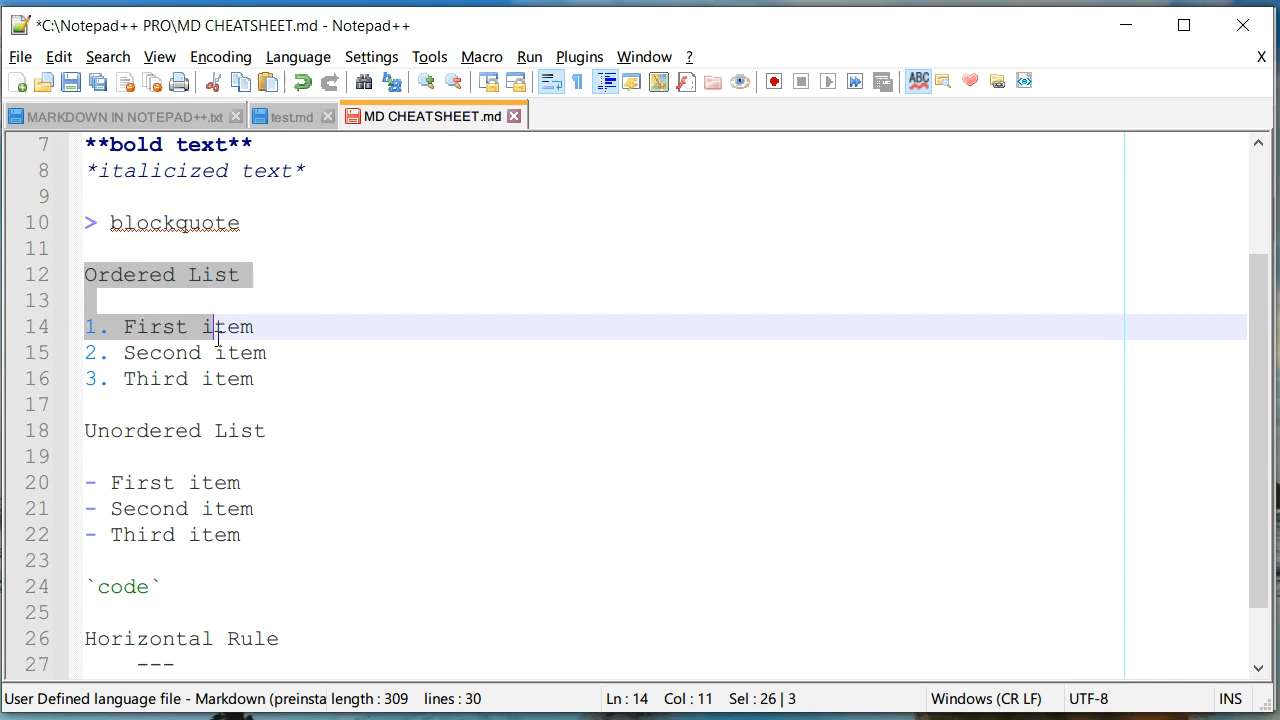 *C:\Notepad++ PRO\MD CHEATSHEET.md - Notepad++
File Edit Search View Encoding Language Settings Tools Macro Run Plugins Window ? X
ABC
MARKDOWN IN NOTEPAD++.txt test.md MD CHEATSHEET.md
7 **bold text**
8 *italicized text*
9
10 > blockquote
11
12 Ordered List
13
14 1. First item
15 2. Second item
16 3. Third item
17
18 Unordered List
19
20 - First item
21 - Second item
22 - Third item
23
24 `code`
25
26 Horizontal Rule
27 ---
User Defined language file - Markdown (preinsta length : 309 lines : 30 Ln : 14 Col : 11 Sel : 26 | 3 Windows (CR LF) UTF-8 INS